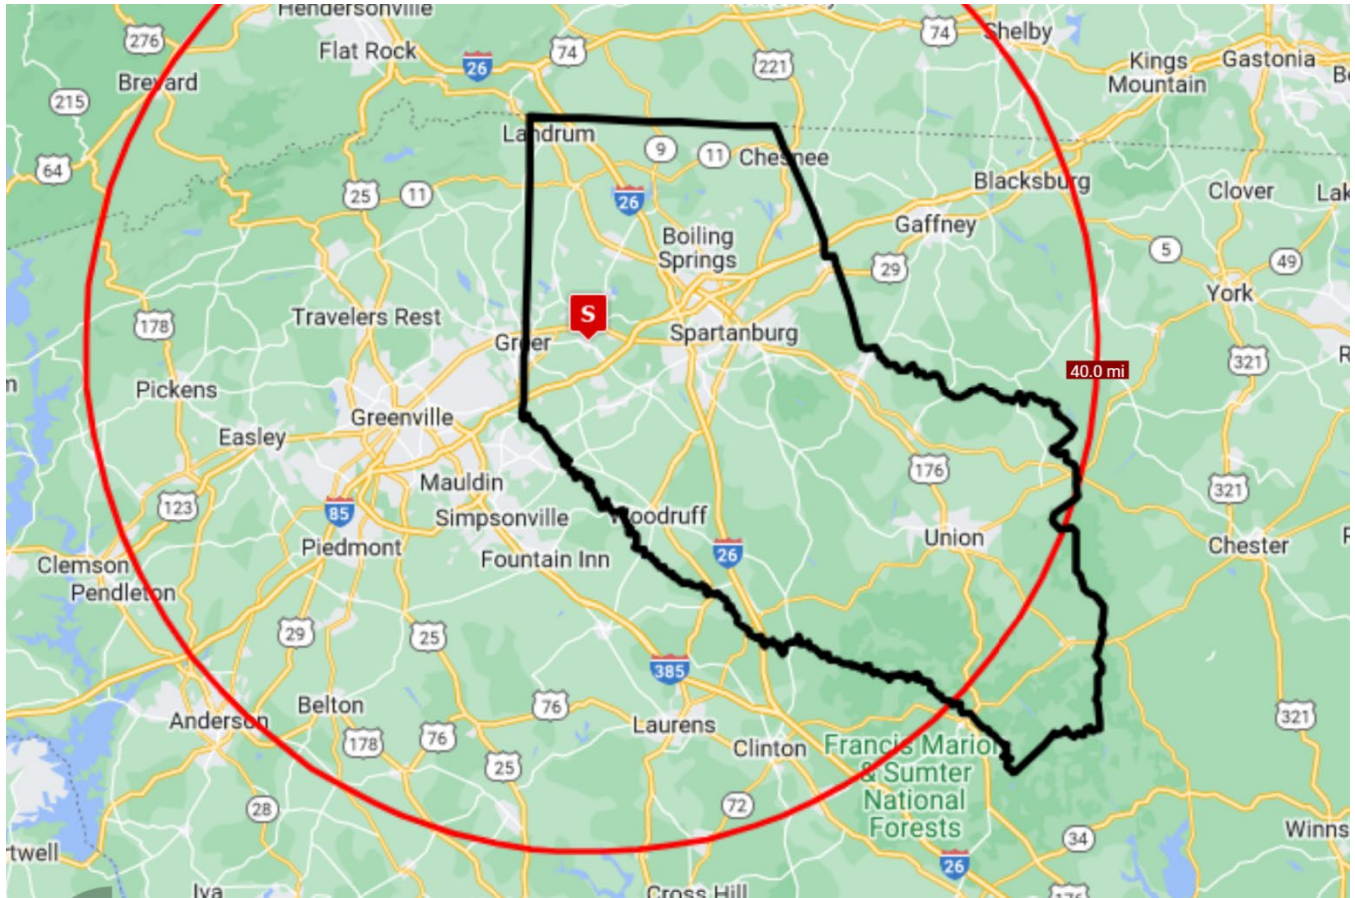 Hendersonville
276
Flat Rock
26
74
74
Shelby
221
Kings
Mountain
Gastonia
Brevard
215
Landrum
9
11
Chesnee
64
25
11
26
Blacksburg
Clover
Boiling
Springs
Gaffney
29
5
49
York
S
Travelers Rest
178
Greer
Spartanburg
40.0 mi
321
Pickens
Greenville
Easley
Mauldin
176
321
123
85
Simpsonville
Woodruff
Piedmont
Fountain Inn
26
Union
Chester
Clemson
Pendleton
29
25
385
Belton
76
Anderson
Laurens
321
178
76
25
Clinton
Francis Marion
& Sumter
National
Forests
28
72
34
Winns
rtwell
26
Iva
Cross Hill
176